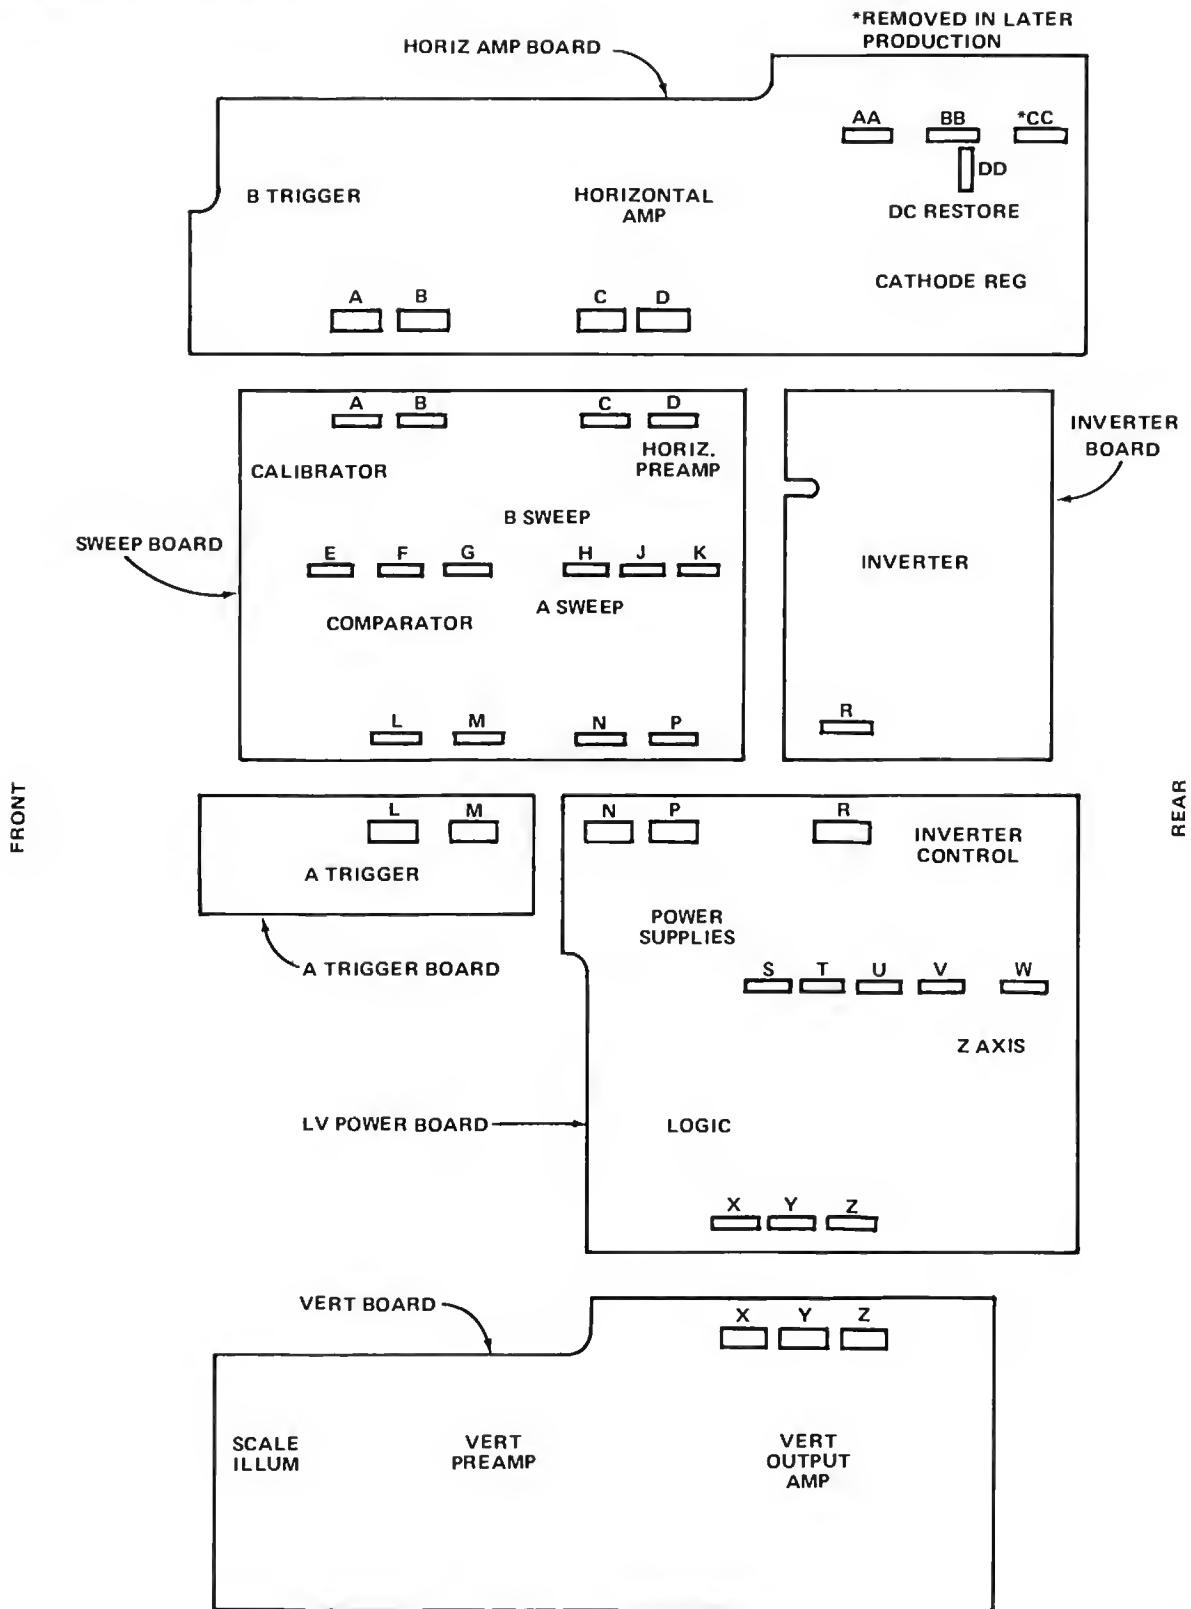 *REMOVED IN LATER
PRODUCTION
HORIZ AMP BOARD
AA BB *CC
DD
B TRIGGER
HORIZONTAL
AMP
DC RESTORE
CATHODE REG
A B C D
A B C D
HORIZ.
PREAMP
CALIBRATOR
INVERTER
BOARD
B SWEEP
SWEEP BOARD
E F G H J K
INVERTER
A SWEEP
COMPARATOR
L M N P
R
FRONT
REAR
L M
N P R
INVERTER
CONTROL
A TRIGGER
POWER
SUPPLIES
A TRIGGER BOARD
S T U V W
Z AXIS
LV POWER BOARD
LOGIC
X Y Z
VERT BOARD
X Y Z
SCALE
ILLUM
VERT
PREAMP
VERT
OUTPUT
AMP